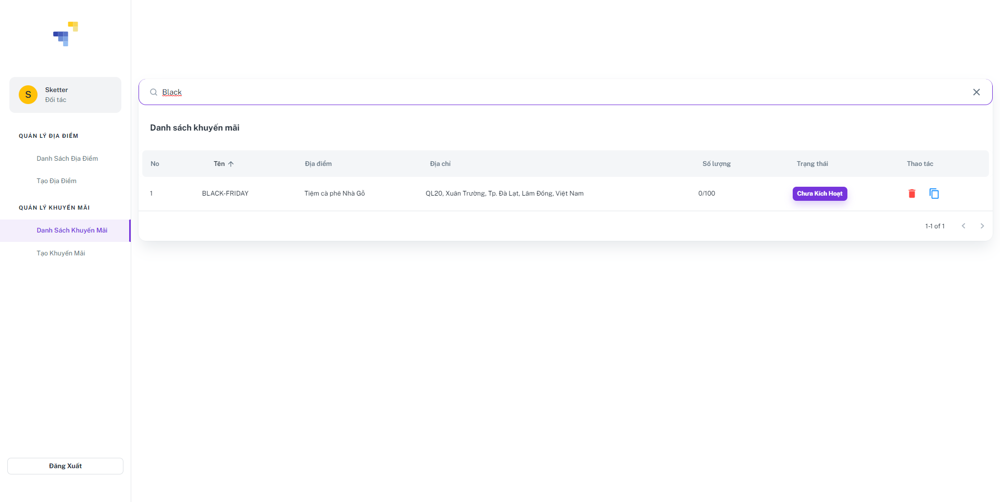 S
Sketter
Đối tác
QUẢN LÝ ĐỊA ĐIỂM
Danh Sách Địa Điểm
Tạo Địa Điểm
QUẢN LÝ KHUYẾN MÃI
Danh Sách Khuyến Mãi
Tạo Khuyến Mãi
Đăng Xuất
Black
Danh sách khuyến mãi
No Tên Địa điểm Địa chỉ Số lượng Trạng thái Thao tác
1 BLACK-FRIDAY Tiệm cà phê Nhà Gỗ QL20, Xuân Trường, Tp. Đà Lạt, Lâm Đồng, Việt Nam 0/100 Chưa Kích Hoạt
1-1 of 1